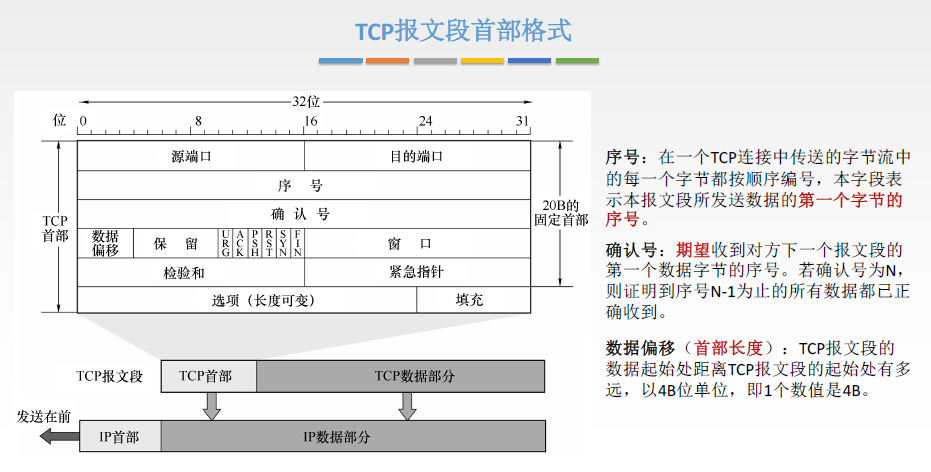 TCP报文段首部格式
32位
位 0 8 16 24 31
源端口 目的端口
序 号
确 认 号
数据偏移 保 留 URG ACK PSH RST SYN FIN 窗 口
检验和 紧急指针
选项（长度可变） 填充
TCP首部
20B的固定首部
TCP报文段 TCP首部 TCP数据部分
发送在前
IP首部 IP数据部分
序号：在一个TCP连接中传送的字节流中
的每一个字节都按顺序编号，本字段表
示本报文段所发送数据的第一个字节的
序号。
确认号：期望收到对方下一个报文段的
第一个数据字节的序号。若确认号为N，
则证明到序号N-1为止的所有数据都已正
确收到。
数据偏移（首部长度）：TCP报文段的
数据起始处距离TCP报文段的起始处有多
远，以4B位单位，即1个数值是4B。